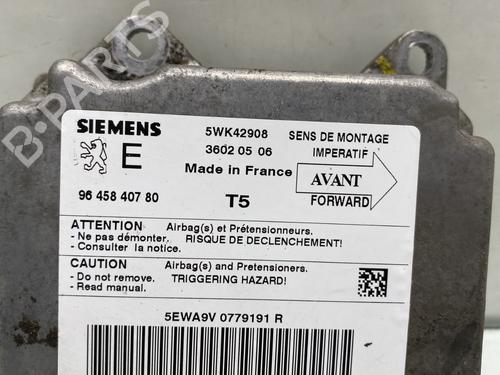 B-PARTS
SIEMENS
5WK42908
SENS DE MONTAGE
E
3602 05 06
IMPERATIF
Made in France
AVANT
96 458 407 80
T5
FORWARD
ATTENTION Airbag(s) et Prétensionneurs.
- Ne pas démonter. RISQUE DE DECLENCHEMENT!
- Consulter la notice.
CAUTION Airbag(s) and Pretensioners.
- Do not remove. TRIGGERING HAZARD!
- Read manual.
5EWA9V 0779191 R